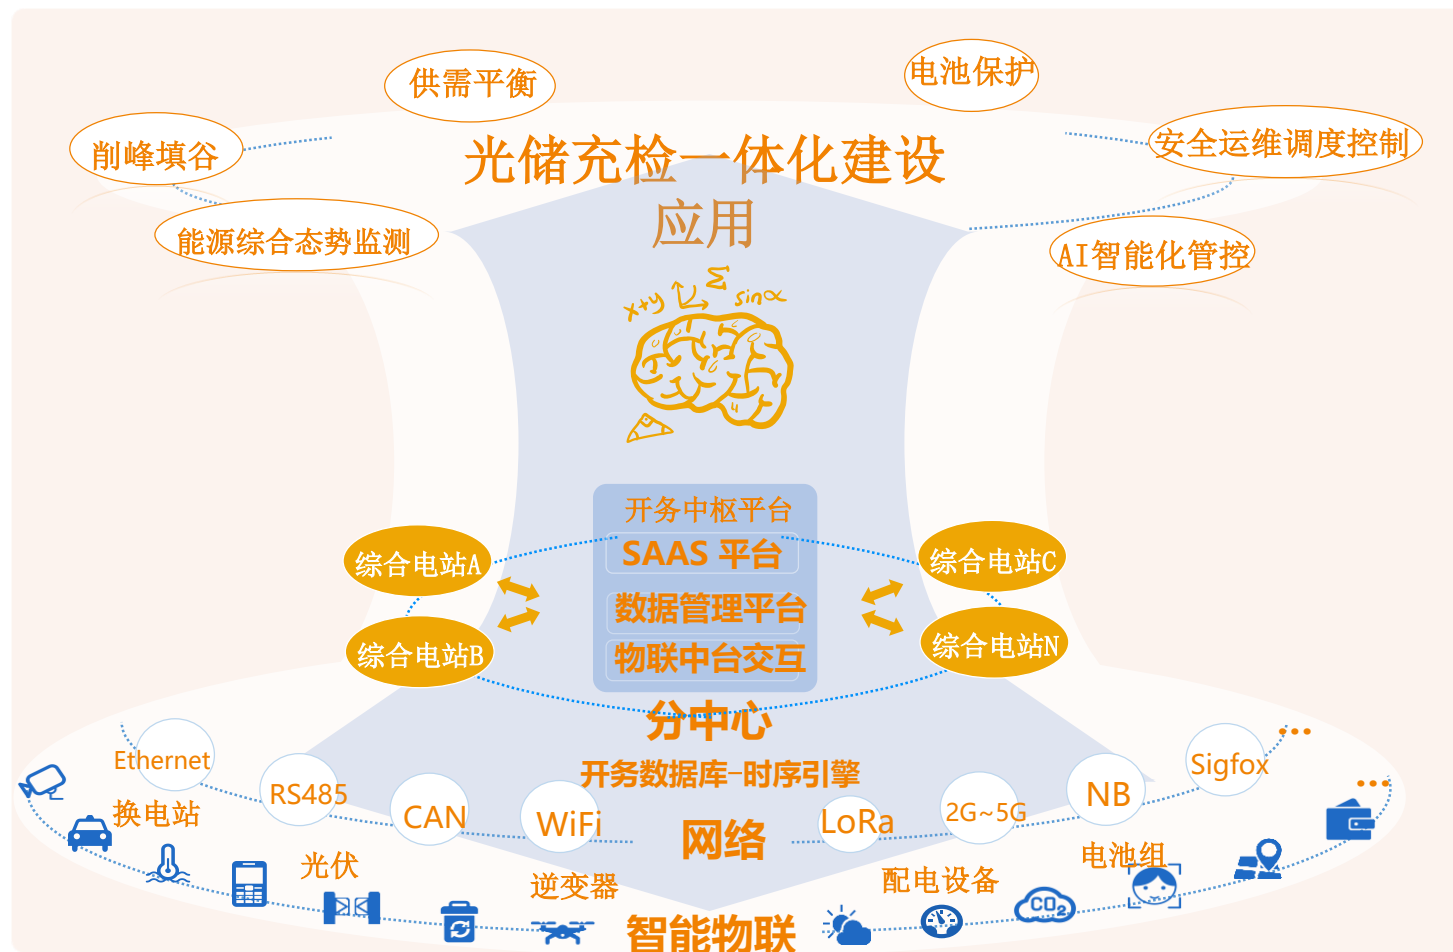 供需平衡
电池保护
削峰填谷
安全运维调度控制
光储充检一体化建设
应用
能源综合态势监测
AI智能化管控
x+y
Σ
sin∝
开务中枢平台
SAAS 平台
综合电站A
综合电站C
数据管理平台
综合电站B
综合电站N
物联中台交互
分中心
Ethernet
Sigfox
...
开务数据库-时序引擎
RS485
NB
...
换电站
CAN
WiFi
LoRa
2G~5G
网络
光伏
逆变器
配电设备
电池组
CO2
智能物联